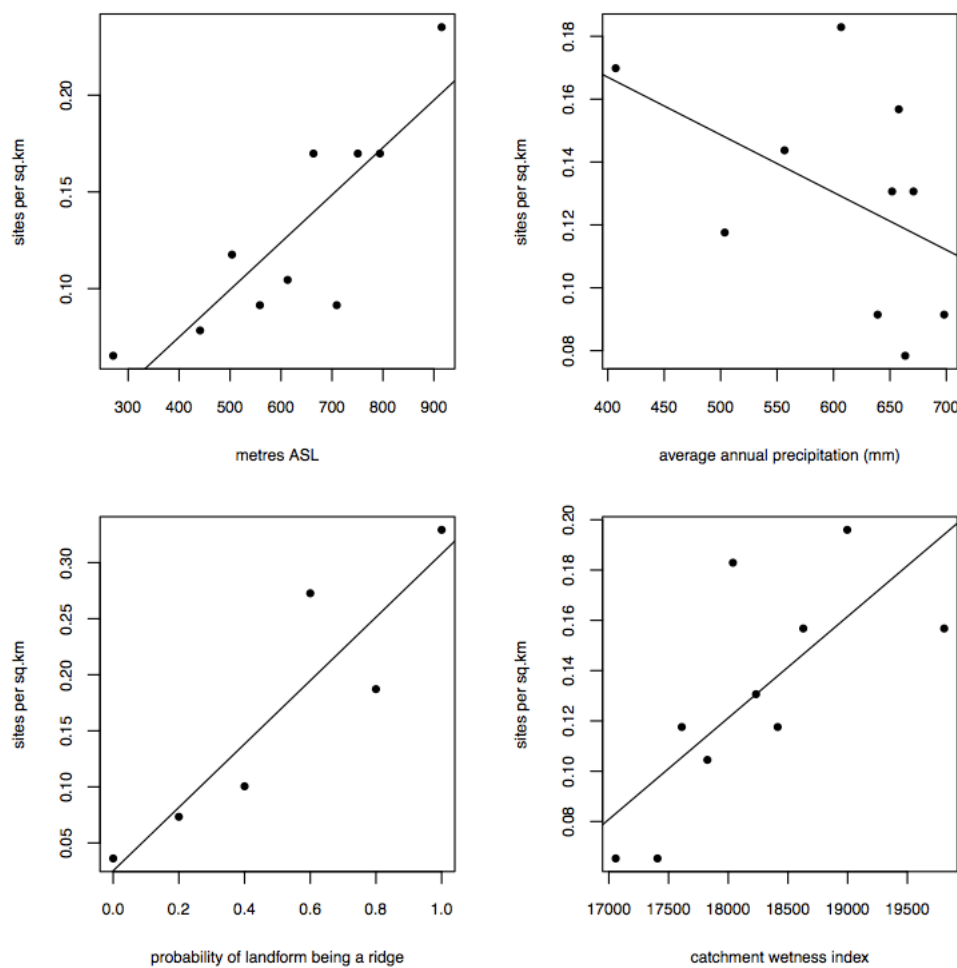 sites per sq.km
0.10
0.15
0.20
300 400 500 600 700 800 900
metres ASL
sites per sq.km
0.08
0.10
0.12
0.14
0.16
0.18
400 450 500 550 600 650 700
average annual precipitation (mm)
sites per sq.km
0.05
0.10
0.15
0.20
0.25
0.30
0.0 0.2 0.4 0.6 0.8 1.0
probability of landform being a ridge
sites per sq.km
0.08
0.10
0.12
0.14
0.16
0.18
0.20
17000 17500 18000 18500 19000 19500
catchment wetness index